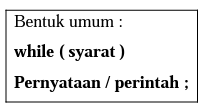 Bentuk umum :
while ( syarat )
Pernyataan / perintah ;